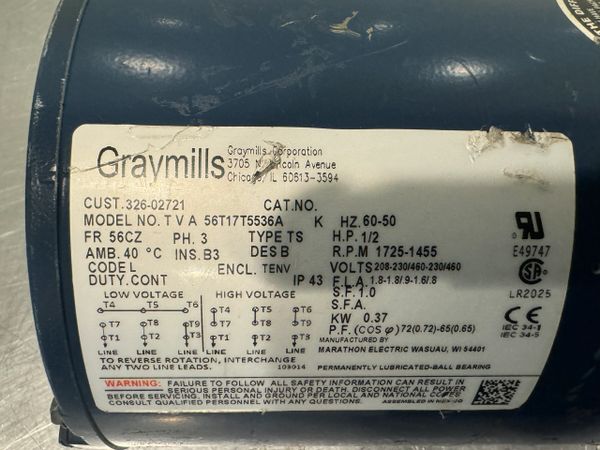 THE DIFF
Graymills
Graymills Corporation
3705 N. Lincoln Avenue
Chicago, IL 60613-3594
CUST. 326-02721 CAT.NO.
MODEL NO. T V A 56T17T5536A K HZ. 60-50
FR 56CZ PH. 3 TYPE TS H.P. 1/2
AMB. 40 °C INS. B3 DES B R.P.M 1725-1455
CODE L ENCL. TENV VOLTS 208-230/460-230/460
DUTY. CONT IP 43 F.L.A. 1.8-1.8/.9-1.6/.8
S.F. 1.0
LOW VOLTAGE HIGH VOLTAGE S.F.A.
T4 T5 T6 T4 T5 T6 KW 0.37
T7 T8 T9 T7 T8 T9 P.F. (COS φ) 72(0.72)-65(0.65)
T1 T2 T3 T1 T2 T3 MANUFACTURED BY
LINE LINE LINE LINE LINE LINE MARATHON ELECTRIC WAUSAU, WI 54401
TO REVERSE ROTATION, INTERCHANGE
ANY TWO LINE LEADS. 103014 PERMANENTLY LUBRICATED-BALL BEARING
E49747
LR2025
CE
IEC 34-1
IEC 34-5
WARNING: FAILURE TO FOLLOW ALL SAFETY INFORMATION CAN RESULT IN
SERIOUS PERSONAL INJURY OR DEATH. DISCONNECT ALL POWER
BEFORE SERVICING. INSTALL AND GROUND PER LOCAL AND NATIONAL CODES
CONSULT QUALIFIED PERSONNEL WITH ANY QUESTIONS. ASSEMBLED IN MEXICO